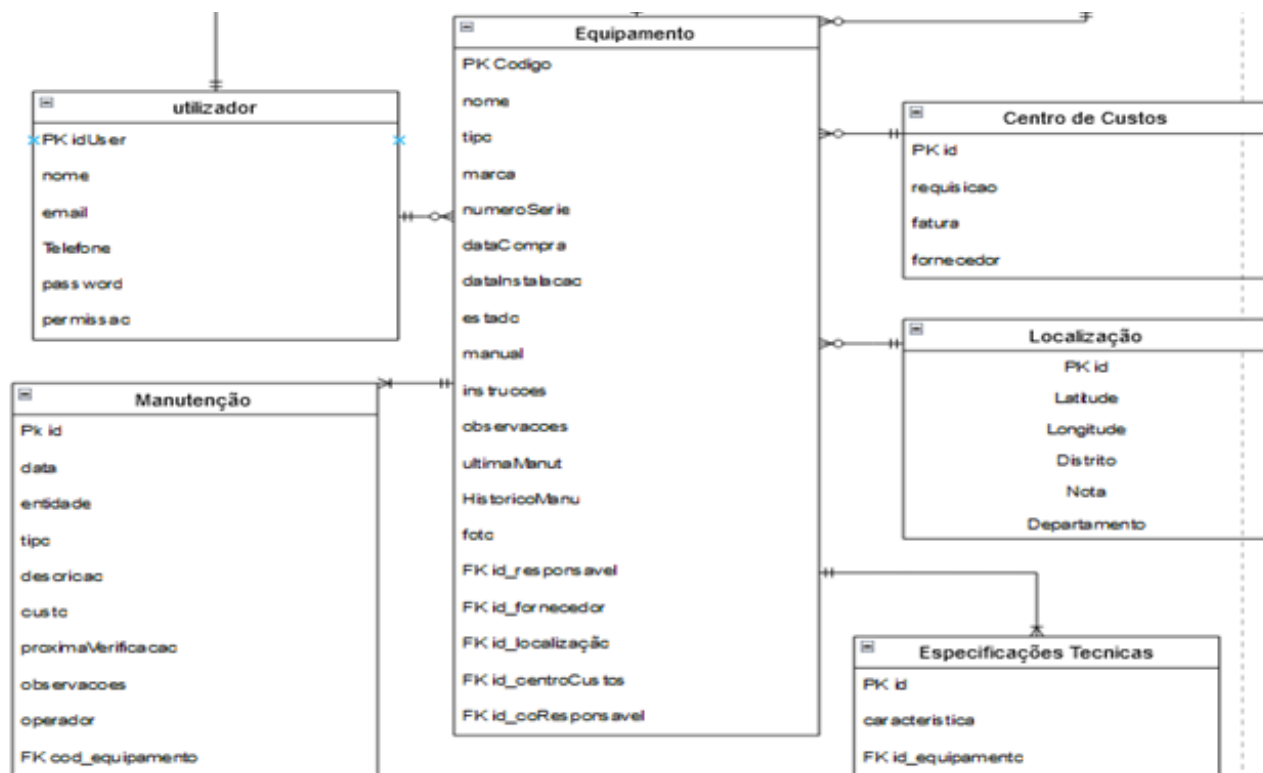 Equipamento
PK Codigo
nome
tipo
marca
numeroSerie
dataCompra
dataInstalacao
estado
manual
instrucoes
observacoes
ultimaManut
HistoricoManu
foto
FK id_responsavel
FK id_fornecedor
FK id_localização
FK id_centroCustos
FK id_coResponsavel
utilizador
PK idUser
nome
email
Telefone
password
permissao
Manutenção
Pk id
data
entidade
tipo
descricao
custo
proximaVerificacao
observacoes
operador
FK cod_equipamento
Centro de Custos
PK id
requisicao
fatura
fornecedor
Localização
PK id
Latitude
Longitude
Distrito
Nota
Departamento
Especificações Tecnicas
PK id
caracteristica
FK id_equipamento